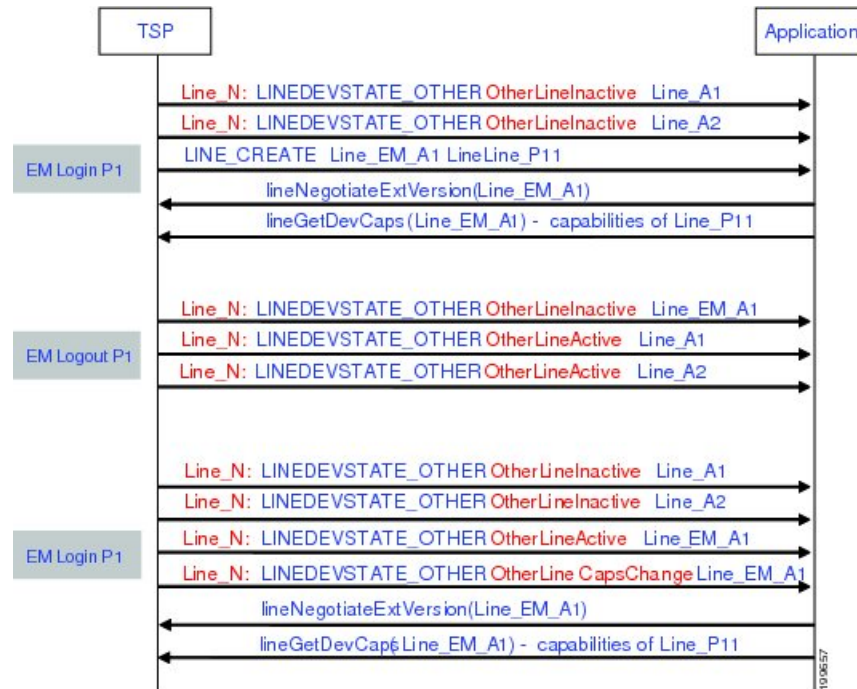 TSP
Application
Line_N: LINEDEVSTATE_OTHER OtherLineInactive Line_A1
Line_N: LINEDEVSTATE_OTHER OtherLineInactive Line_A2
EM Login P1
LINE_CREATE Line_EM_A1 LineLine_P11
lineNegotiateExtVersion(Line_EM_A1)
lineGetDevCaps (Line_EM_A1) - capabilities of Line_P11
Line_N: LINEDEVSTATE_OTHER OtherLineInactive Line_EM_A1
Line_N: LINEDEVSTATE_OTHER OtherLineActive Line_A1
EM Logout P1
Line_N: LINEDEVSTATE_OTHER OtherLineActive Line_A2
Line_N: LINEDEVSTATE_OTHER OtherLineInactive Line_A1
Line_N: LINEDEVSTATE_OTHER OtherLineInactive Line_A2
Line_N: LINEDEVSTATE_OTHER OtherLineActive Line_EM_A1
EM Login P1
Line_N: LINEDEVSTATE_OTHER OtherLine CapsChange Line_EM_A1
lineNegotiateExtVersion(Line_EM_A1)
lineGetDevCaps( Line_EM_A1) - capabilities of Line_P11
199657